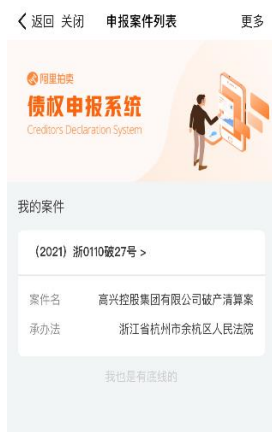 返回 关闭 申报案件列表 更多
阿里拍卖
债权申报系统
Creditors Declaration System
我的案件
(2021) 浙0110破27号 >
案件名 高兴控股集团有限公司破产清算案
承办法 浙江省杭州市余杭区人民法院
我也是有底线的